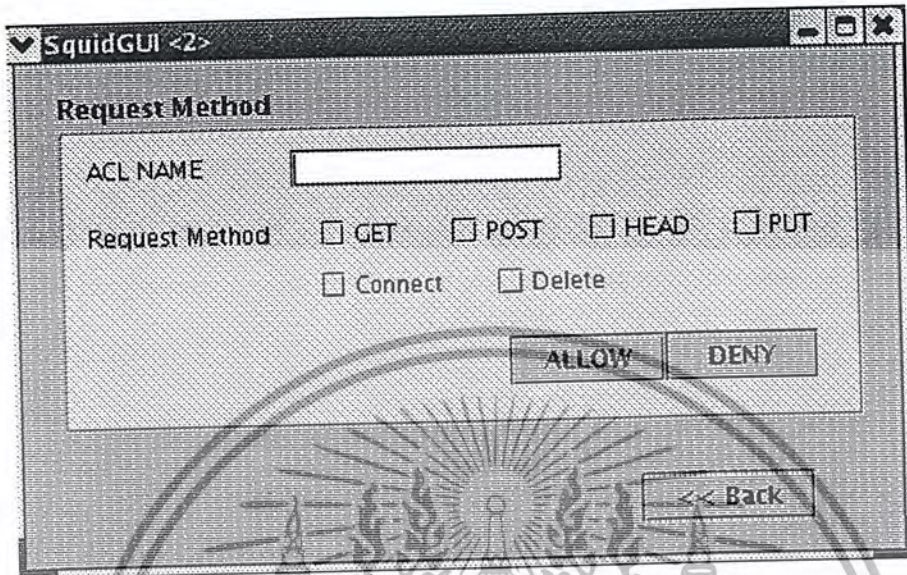 SquidGUI <2>
Request Method
ACL NAME
Request Method GET POST HEAD PUT
Connect Delete
ALLOW DENY
<< Back